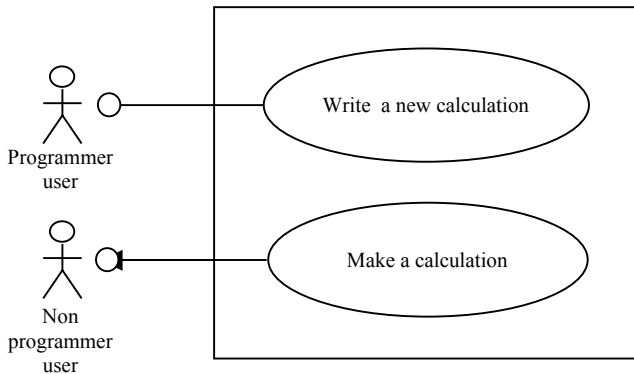 Write a new calculation
Programmer
user
Make a calculation
Non
programmer
user